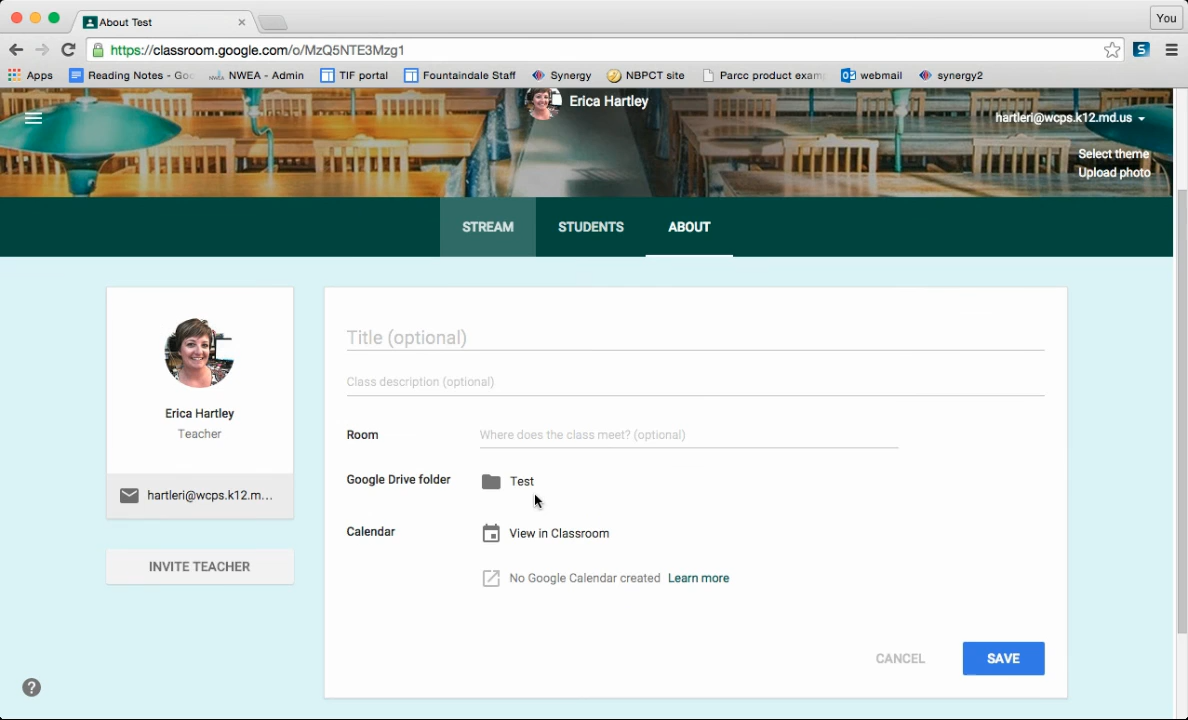 About Test
You
https://classroom.google.com/o/MzQ5NTE3Mzg1
Apps Reading Notes - Goo NWEA - Admin TIF portal Fountaindale Staff Synergy NBPCT site Parcc product exam webmail synergy2
Erica Hartley
hartleri@wcps.k12.md.us
Select theme
Upload photo
STREAM STUDENTS ABOUT
Title (optional)
Class description (optional)
Erica Hartley
Teacher
hartleri@wcps.k12.m...
INVITE TEACHER
Room Where does the class meet? (optional)
Google Drive folder Test
Calendar View in Classroom
No Google Calendar created Learn more
CANCEL SAVE